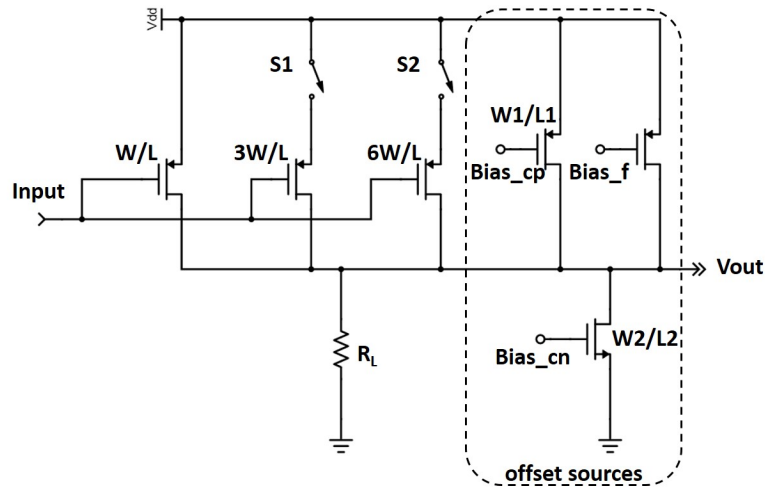 Vdd
S1
S2
W1/L1
W/L
3W/L
6W/L
Bias_cp
Bias_f
Input
Vout
RL
W2/L2
Bias_cn
offset sources